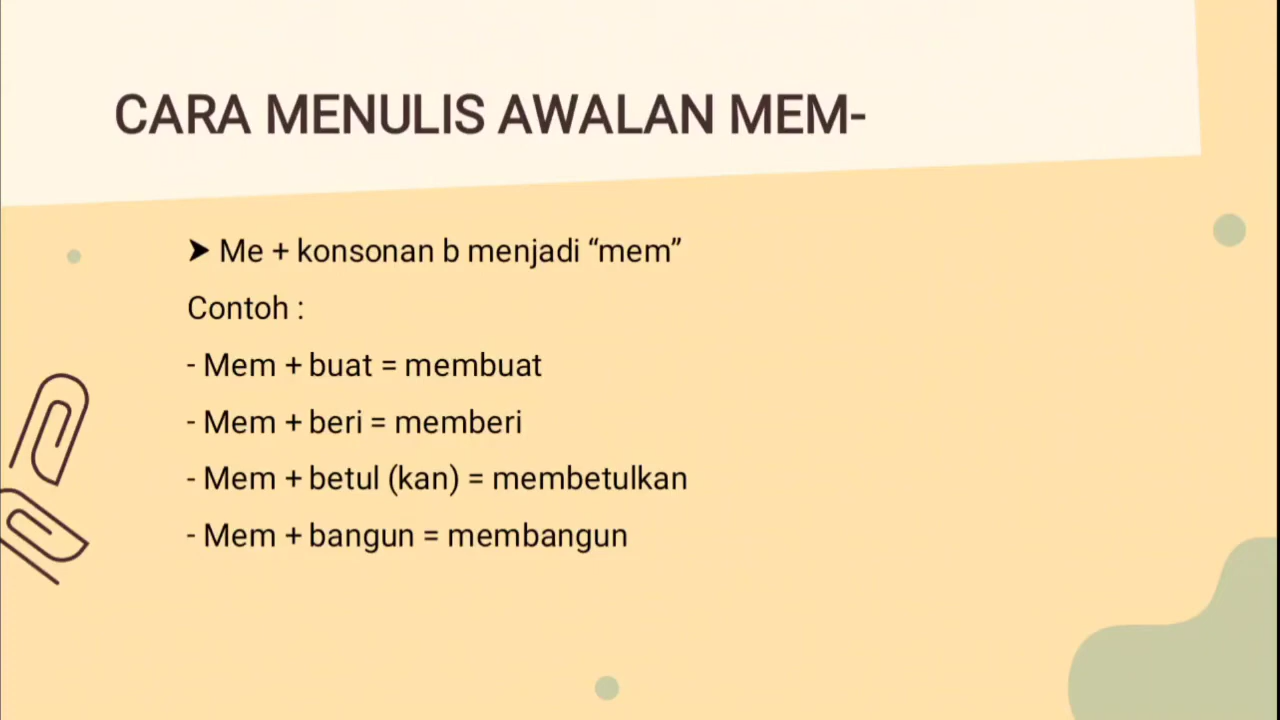 CARA MENULIS AWALAN MEM-
➤ Me + konsonan b menjadi “mem”
Contoh :
- Mem + buat = membuat
- Mem + beri = memberi
- Mem + betul (kan) = membetulkan
- Mem + bangun = membangun